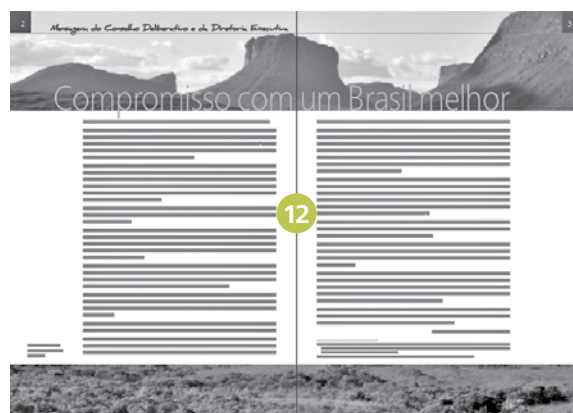 2
Mensagem do Conselho Deliberativo e da Diretoria Executiva
3
Compromisso com um Brasil melhor
12